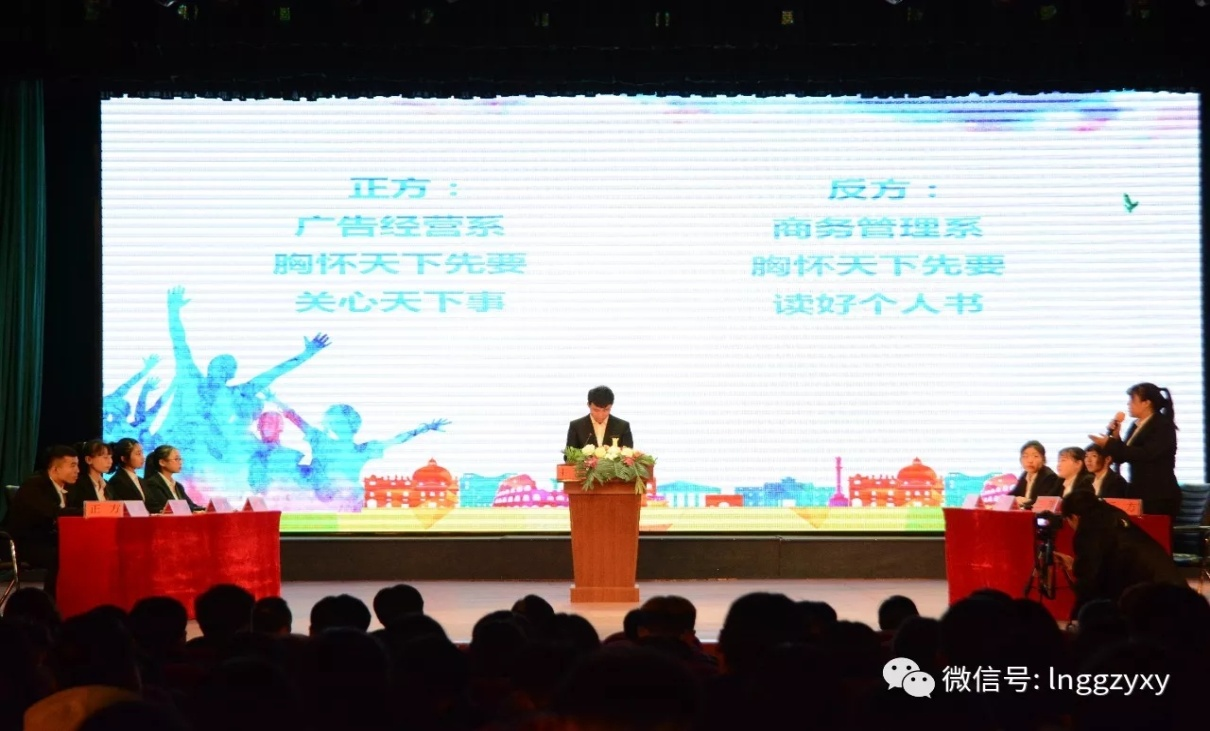 正方：
广告经营系
胸怀天下先要
关心天下事
反方：
商务管理系
胸怀天下先要
读好个人书
正方
微信号: lnggzyxy